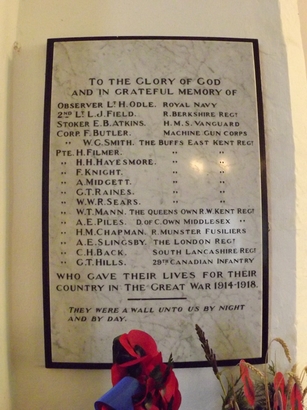 TO THE GLORY OF GOD
AND IN GRATEFUL MEMORY OF
OBSERVER LT H. ODLE. ROYAL NAVY
2ND LT L.J. FIELD. R. BERKSHIRE REGT
STOKER E.B. ATKINS. H.M.S. VANGUARD
CORP. F. BUTLER. MACHINE GUN CORPS
" W.G. SMITH. THE BUFFS EAST KENT REGT
PTE. H. FILMER. " "
" H.H. HAYESMORE. " "
" F. KNIGHT. " "
" A. MIDGETT. " "
" G.T. RAINES. " "
" W.W.R. SEARS. " "
" W.T. MANN. THE QUEENS OWN R.W. KENT REGT
" A.E. PILES. D. OF C. OWN MIDDLESEX "
" H.M. CHAPMAN. R. MUNSTER FUSILIERS
" A.E. SLINGSBY. THE LONDON REGT
" C.H. BACK. SOUTH LANCASHIRE REGT
" G.T. HILLS. 29TH CANADIAN INFANTRY
WHO GAVE THEIR LIVES FOR THEIR
COUNTRY IN THE GREAT WAR 1914-1918.
THEY WERE A WALL UNTO US BY NIGHT
AND BY DAY.